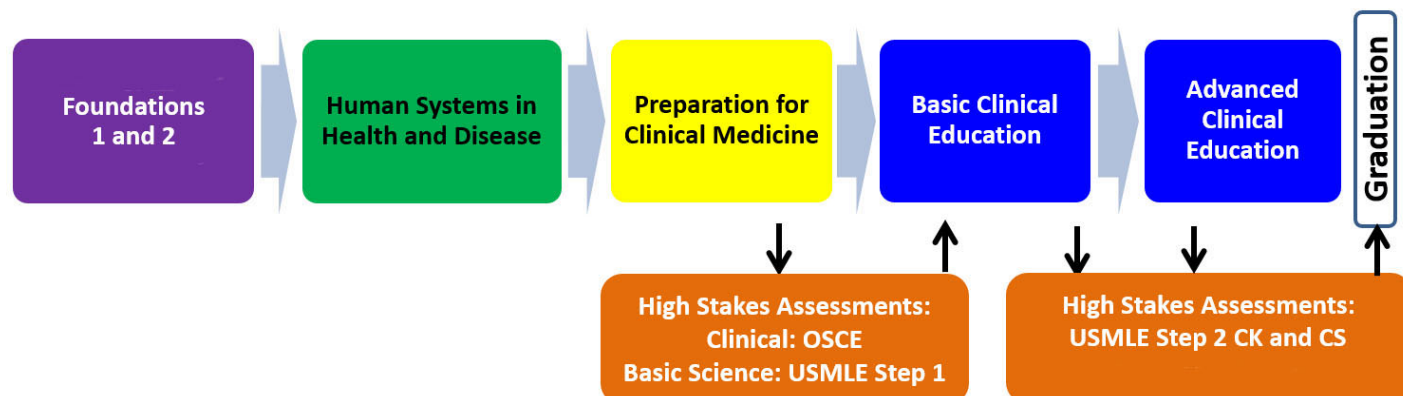 Foundations
1 and 2
Human Systems in
Health and Disease
Preparation for
Clinical Medicine
Basic Clinical
Education
Advanced
Clinical
Education
Graduation
High Stakes Assessments:
Clinical: OSCE
Basic Science: USMLE Step 1
High Stakes Assessments:
USMLE Step 2 CK and CS